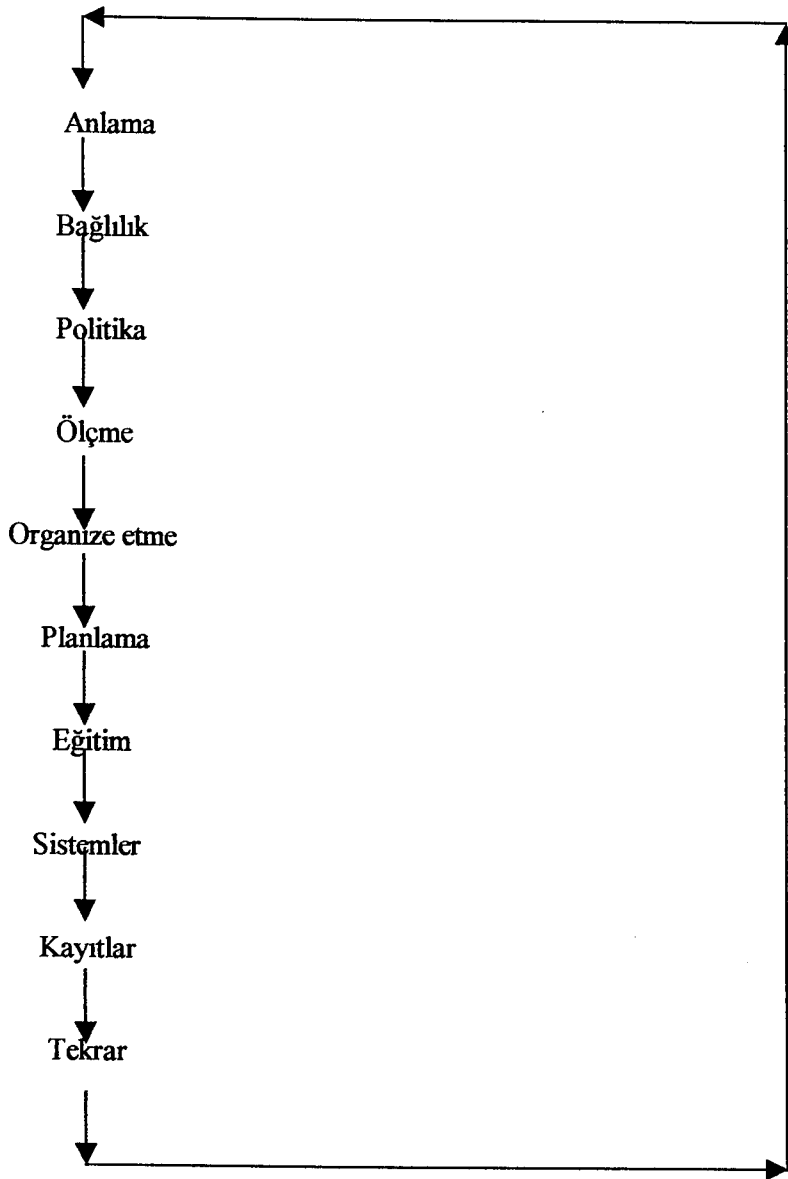 Anlama
Bağlılık
Politika
Ölçme
Organize etme
Planlama
Eğitim
Sistemler
Kayıtlar
Tekrar